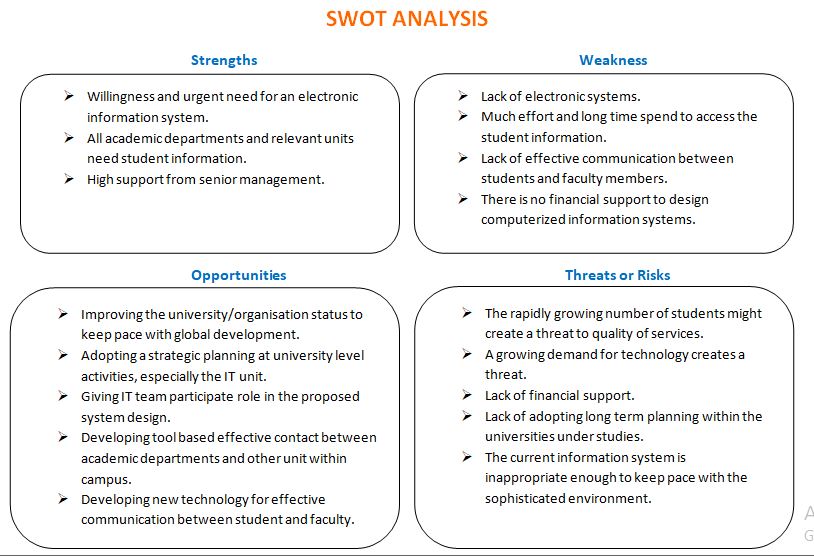 SWOT ANALYSIS
Strengths
➢ Willingness and urgent need for an electronic
information system.
➢ All academic departments and relevant units
need student information.
➢ High support from senior management.
Weakness
➢ Lack of electronic systems.
➢ Much effort and long time spend to access the
student information.
➢ Lack of effective communication between
students and faculty members.
➢ There is no financial support to design
computerized information systems.
Opportunities
➢ Improving the university/organisation status to
keep pace with global development.
➢ Adopting a strategic planning at university level
activities, especially the IT unit.
➢ Giving IT team participate role in the proposed
system design.
➢ Developing tool based effective contact between
academic departments and other unit within
campus.
➢ Developing new technology for effective
communication between student and faculty.
Threats or Risks
➢ The rapidly growing number of students might
create a threat to quality of services.
➢ A growing demand for technology creates a
threat.
➢ Lack of financial support.
➢ Lack of adopting long term planning within the
universities under studies.
➢ The current information system is
inappropriate enough to keep pace with the
sophisticated environment.
A
G